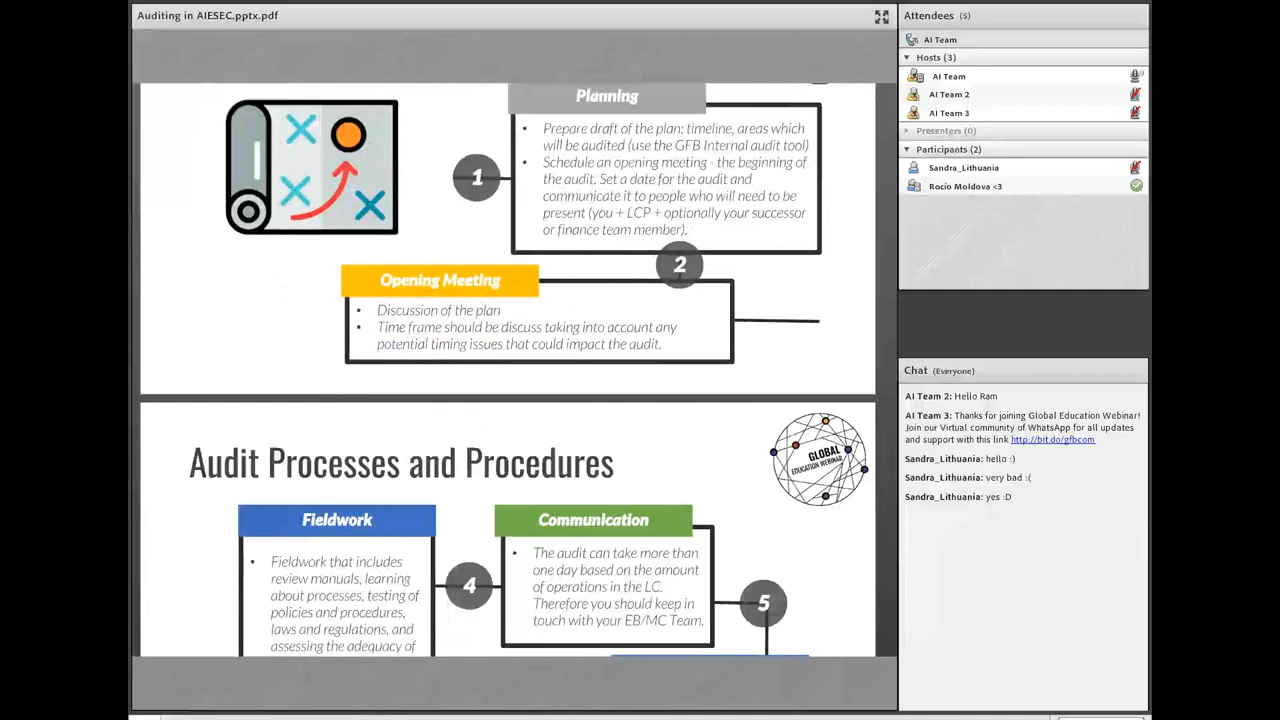 Auditing in AIESEC.pptx.pdf
Planning
• Prepare draft of the plan: timeline, areas which
will be audited (use the GFB Internal audit tool)
• Schedule an opening meeting - the beginning of
the audit. Set a date for the audit and
communicate it to people who will need to be
present (you + LCP + optionally your successor
or finance team member).
1
2
Opening Meeting
• Discussion of the plan
• Time frame should be discuss taking into account any
potential timing issues that could impact the audit.
Audit Processes and Procedures
GLOBAL
EDUCATION WEBINAR
Fieldwork
• Fieldwork that includes
review manuals, learning
about processes, testing of
policies and procedures,
laws and regulations, and
assessing the adequacy of
4
Communication
• The audit can take more than
one day based on the amount
of operations in the LC.
Therefore you should keep in
touch with your EB/MC Team.
5
Attendees (5)
AI Team
Hosts (3)
AI Team
AI Team 2
AI Team 3
Presenters (0)
Participants (2)
Sandra_Lithuania
Rocío Moldova <3
Chat (Everyone)
AI Team 2: Hello Ram
AI Team 3: Thanks for joining Global Education Webinar!
Join our Virtual community of WhatsApp for all updates
and support with this link http://bit.do/gfbcom
Sandra_Lithuania: hello :)
Sandra_Lithuania: very bad :(
Sandra_Lithuania: yes :D